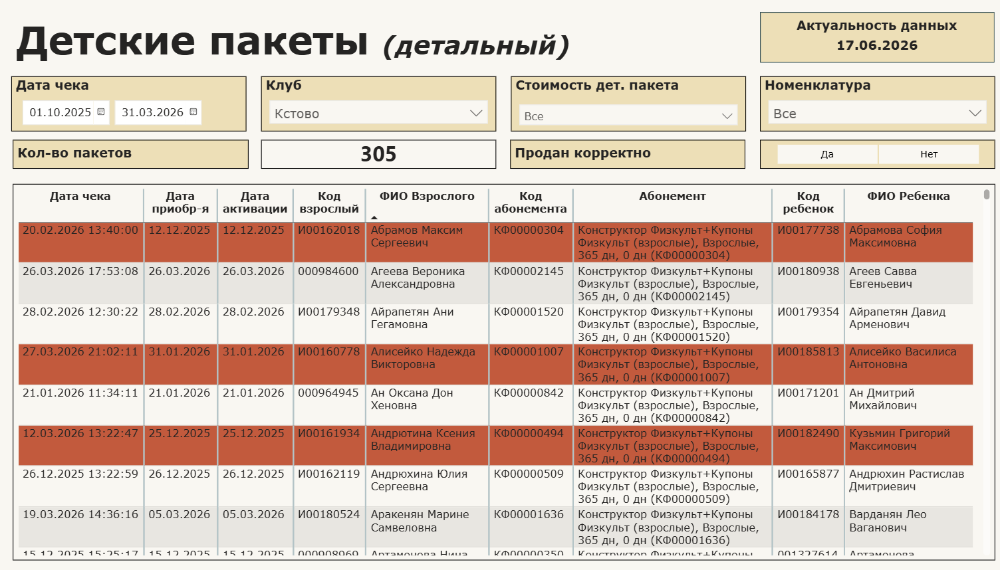 Детские пакеты (детальный)
Актуальность данных
17.06.2026
Дата чека
01.10.2025 31.03.2026
Клуб
Кстово
Стоимость дет. пакета
Все
Номенклатура
Все
Кол-во пакетов
305
Продан корректно
Да Нет
Дата чека
Дата
приобр-я
Дата
активации
Код
взрослый
ФИО Взрослого
Код
абонемента
Абонемент
Код
ребенок
ФИО Ребенка
20.02.2026 13:40:00 12.12.2025 12.12.2025 И00162018 Абрамов Максим КФ00000304 Конструктор Физкульт+Купоны И00177738 Абрамова София
Сергеевич Физкульт (взрослые), Взрослые, Максимовна
365 дн, 0 дн (КФ00000304)
26.03.2026 17:53:08 26.03.2026 26.03.2026 000984600 Агеева Вероника КФ00002145 Конструктор Физкульт+Купоны И00180938 Агеев Савва
Александровна Физкульт (взрослые), Взрослые, Евгеньевич
365 дн, 0 дн (КФ00002145)
28.02.2026 12:30:22 28.02.2026 28.02.2026 И00179348 Айрапетян Ани КФ00001520 Конструктор Физкульт+Купоны И00179354 Айрапетян Давид
Гегамовна Физкульт (взрослые), Взрослые, Арменович
365 дн, 0 дн (КФ00001520)
27.03.2026 21:02:11 31.01.2026 31.01.2026 И00160778 Алисейко Надежда КФ00001007 Конструктор Физкульт+Купоны И00185813 Алисейко Василиса
Викторовна Физкульт (взрослые), Взрослые, Антоновна
365 дн, 0 дн (КФ00001007)
21.01.2026 11:34:11 21.01.2026 21.01.2026 000964945 Ан Оксана Дон КФ00000842 Конструктор Физкульт+Купоны И00171201 Ан Дмитрий
Хеновна Физкульт (взрослые), Взрослые, Михайлович
365 дн, 0 дн (КФ00000842)
12.03.2026 13:22:47 25.12.2025 25.12.2025 И00161934 Андрютина Ксения КФ00000494 Конструктор Физкульт+Купоны И00182490 Кузьмин Григорий
Владимировна Физкульт (взрослые), Взрослые, Максимович
365 дн, 0 дн (КФ00000494)
26.12.2025 13:22:59 26.12.2025 26.12.2025 И00162119 Андрюхина Юлия КФ00000509 Конструктор Физкульт+Купоны И00165877 Андрюхин Растислав
Сергеевна Физкульт (взрослые), Взрослые, Дмитриевич
365 дн, 0 дн (КФ00000509)
19.03.2026 14:36:16 05.03.2026 05.03.2026 И00180524 Аракенян Марине КФ00001636 Конструктор Физкульт+Купоны И00184178 Варданян Лео
Самвеловна Физкульт (взрослые), Взрослые, Ваганович
365 дн, 0 дн (КФ00001636)
15.12.2025 15:25:17 15.12.2025 15.12.2025 000908969 Артамонова Нина КФ00000350 Конструктор Физкульт+Купоны 001327614 Артамонова